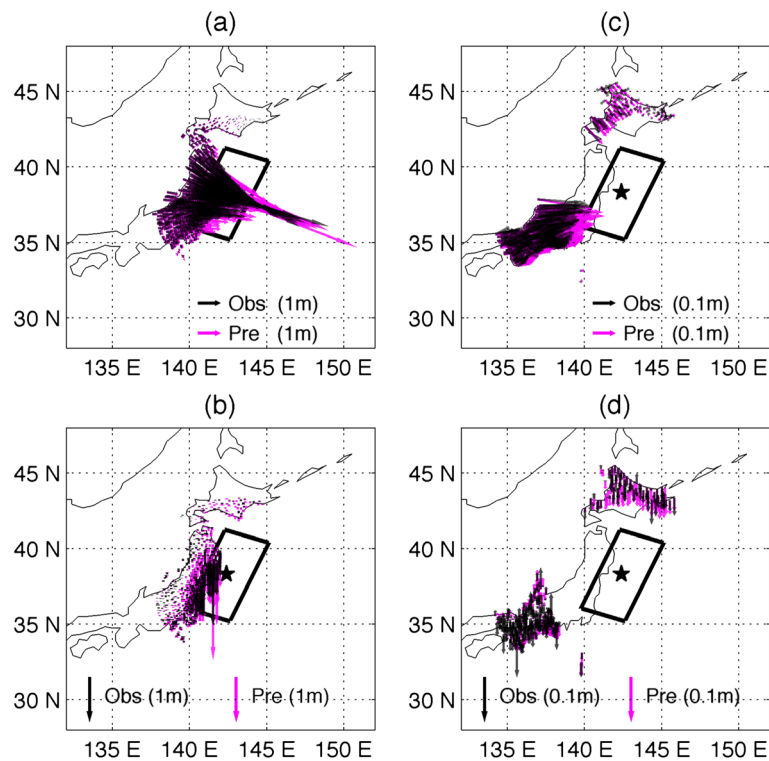 (a)
45 N
40 N
35 N
30 N
Obs (1m)
Pre (1m)
135 E 140 E 145 E 150 E
(c)
45 N
40 N
35 N
30 N
Obs (0.1m)
Pre (0.1m)
135 E 140 E 145 E 150 E
(b)
45 N
40 N
35 N
30 N
Obs (1m) Pre (1m)
135 E 140 E 145 E 150 E
(d)
45 N
40 N
35 N
30 N
Obs (0.1m) Pre (0.1m)
135 E 140 E 145 E 150 E